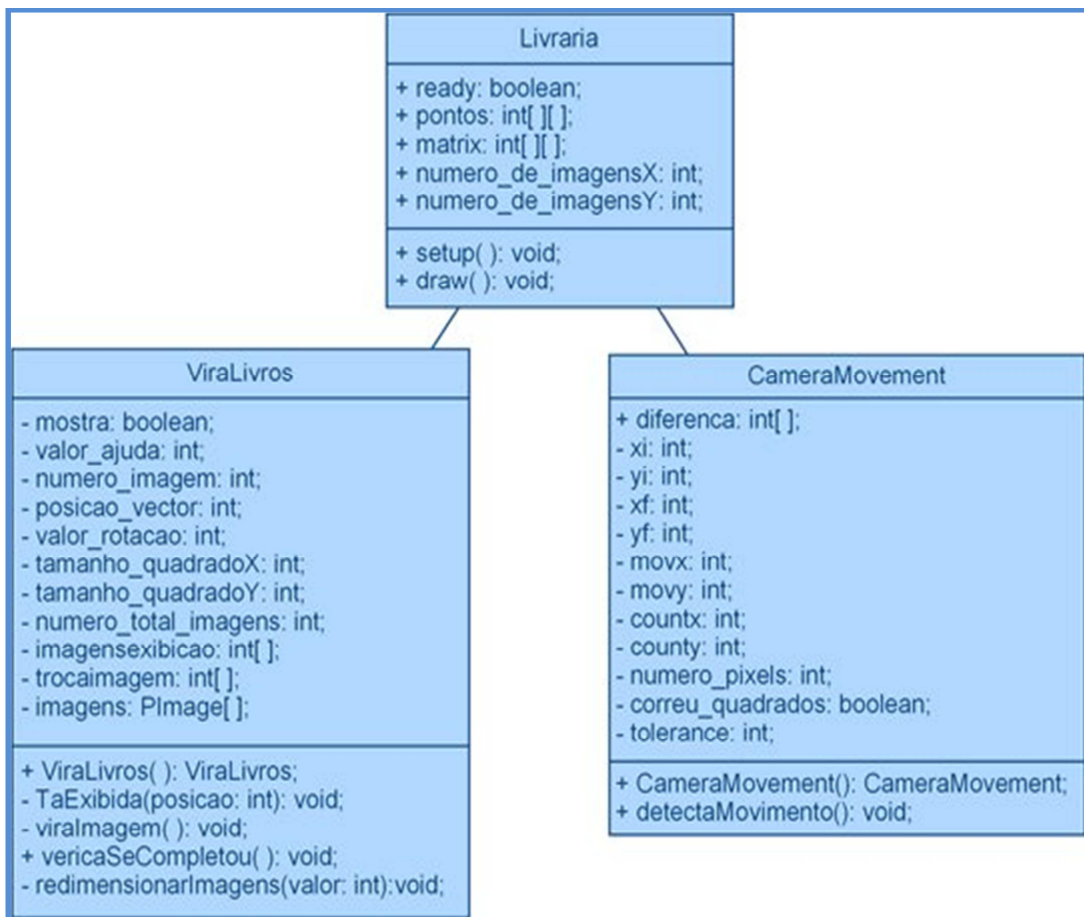 Livraria
+ ready: boolean;
+ pontos: int[ ][ ];
+ matrix: int[ ][ ];
+ numero_de_imagensX: int;
+ numero_de_imagensY: int;
+ setup( ): void;
+ draw( ): void;
ViraLivros
- mostra: boolean;
- valor_ajuda: int;
- numero_imagem: int;
- posicao_vector: int;
- valor_rotacao: int;
- tamanho_quadradoX: int;
- tamanho_quadradoY: int;
- numero_total_imagens: int;
- imagensexibicao: int[ ];
- trocaimagem: int[ ];
- imagens: PImage[ ];
+ ViraLivros( ): ViraLivros;
- TaExibida(posicao: int): void;
- viraImagem( ): void;
+ vericaSeCompletou( ): void;
- redimensionarImagens(valor: int):void;
CameraMovement
+ diferenca: int[ ];
- xi: int;
- yi: int;
- xf: int;
- yf: int;
- movx: int;
- movy: int;
- countx: int;
- county: int;
- numero_pixels: int;
- correu_quadrados: boolean;
- tolerance: int;
+ CameraMovement(): CameraMovement;
+ detectaMovimento(): void;